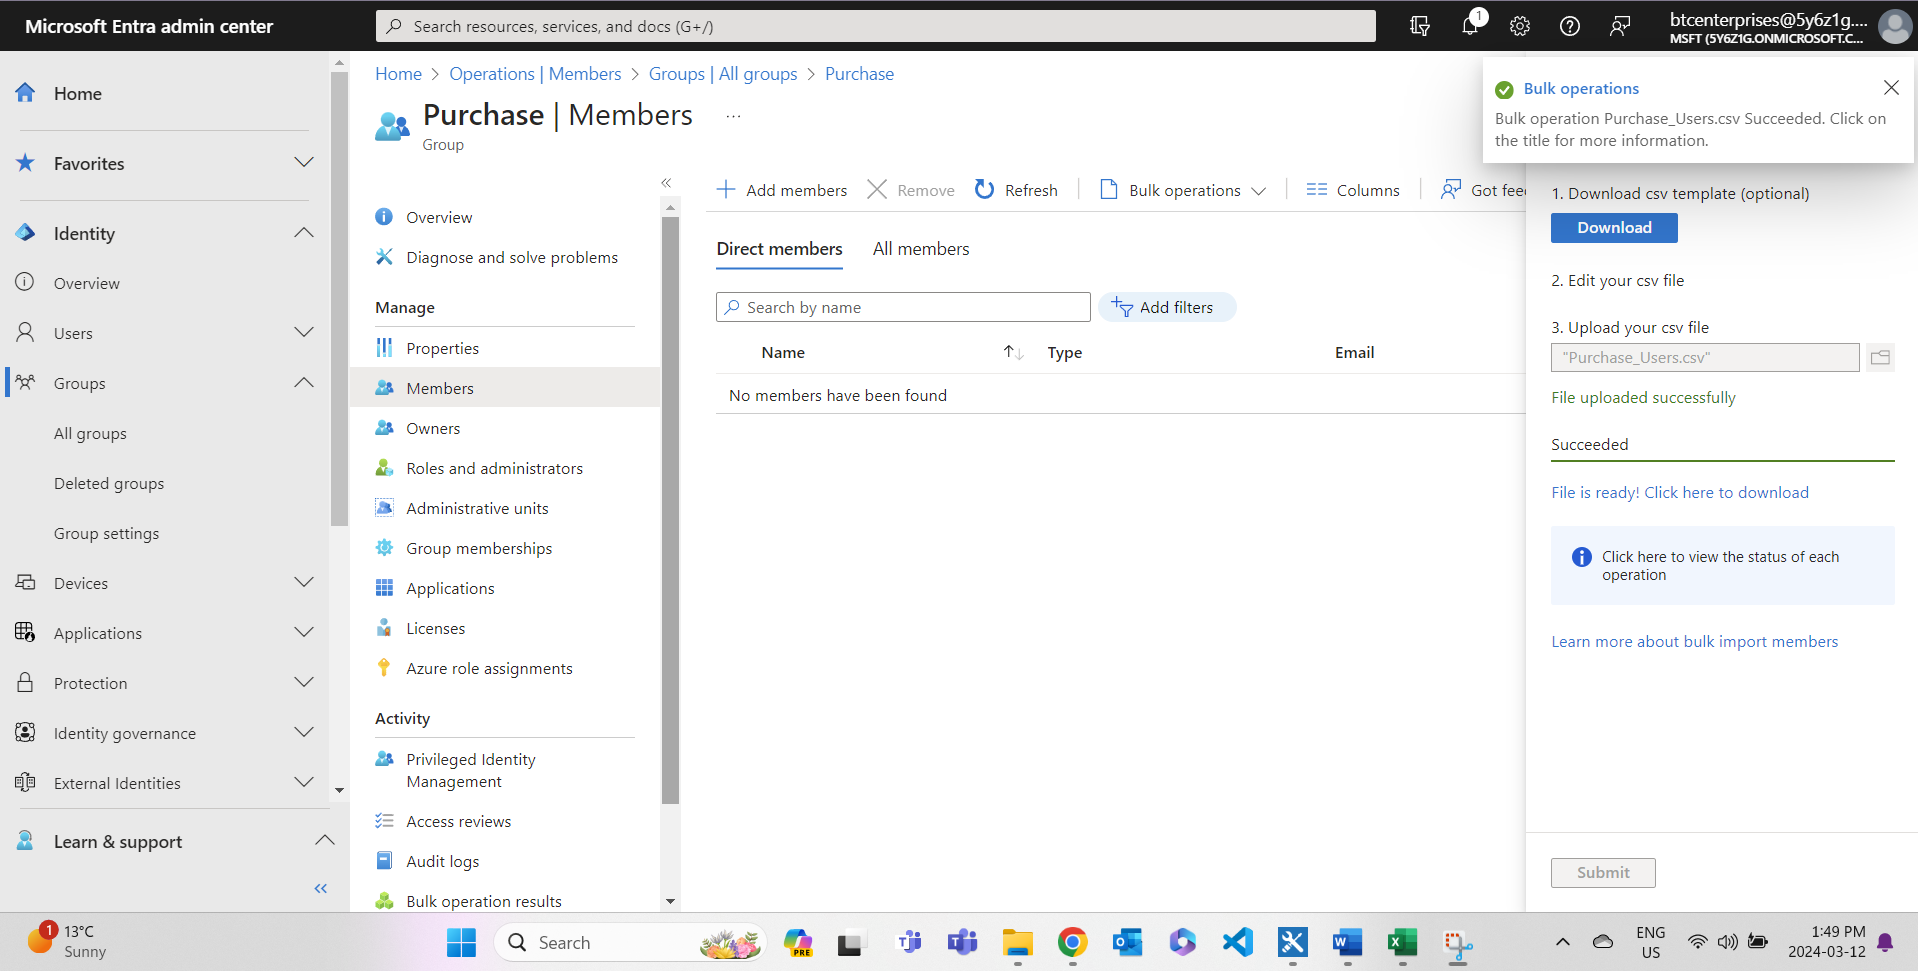 Microsoft Entra admin center
Search resources, services, and docs (G+/)
1
btcenterprises@5y6z1g....
MSFT (5Y6Z1G.ONMICROSOFT.C...
Home
Favorites
Identity
Overview
Users
Groups
All groups
Deleted groups
Group settings
Devices
Applications
Protection
Identity governance
External Identities
Learn & support
Home > Operations | Members > Groups | All groups > Purchase
Purchase | Members ...
Group
Overview
Diagnose and solve problems
Manage
Properties
Members
Owners
Roles and administrators
Administrative units
Group memberships
Applications
Licenses
Azure role assignments
Activity
Privileged Identity
Management
Access reviews
Audit logs
Bulk operation results
Add members Remove Refresh Bulk operations Columns Got fee
Direct members All members
Search by name Add filters
Name Type Email
No members have been found
Bulk operations
Bulk operation Purchase_Users.csv Succeeded. Click on
the title for more information.
1. Download csv template (optional)
Download
2. Edit your csv file
3. Upload your csv file
"Purchase_Users.csv"
File uploaded successfully
Succeeded
File is ready! Click here to download
Click here to view the status of each
operation
Learn more about bulk import members
Submit
1
13°C
Sunny
Search
PRE
ENG
US
1:49 PM
2024-03-12